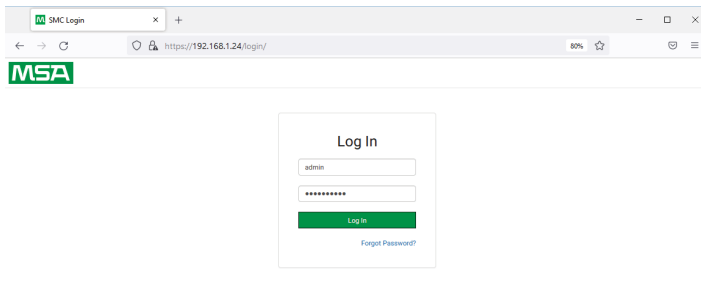 M SMC Login
https://192.168.1.24/login/
80%
MSA
Log In
admin
Log In
Forgot Password?